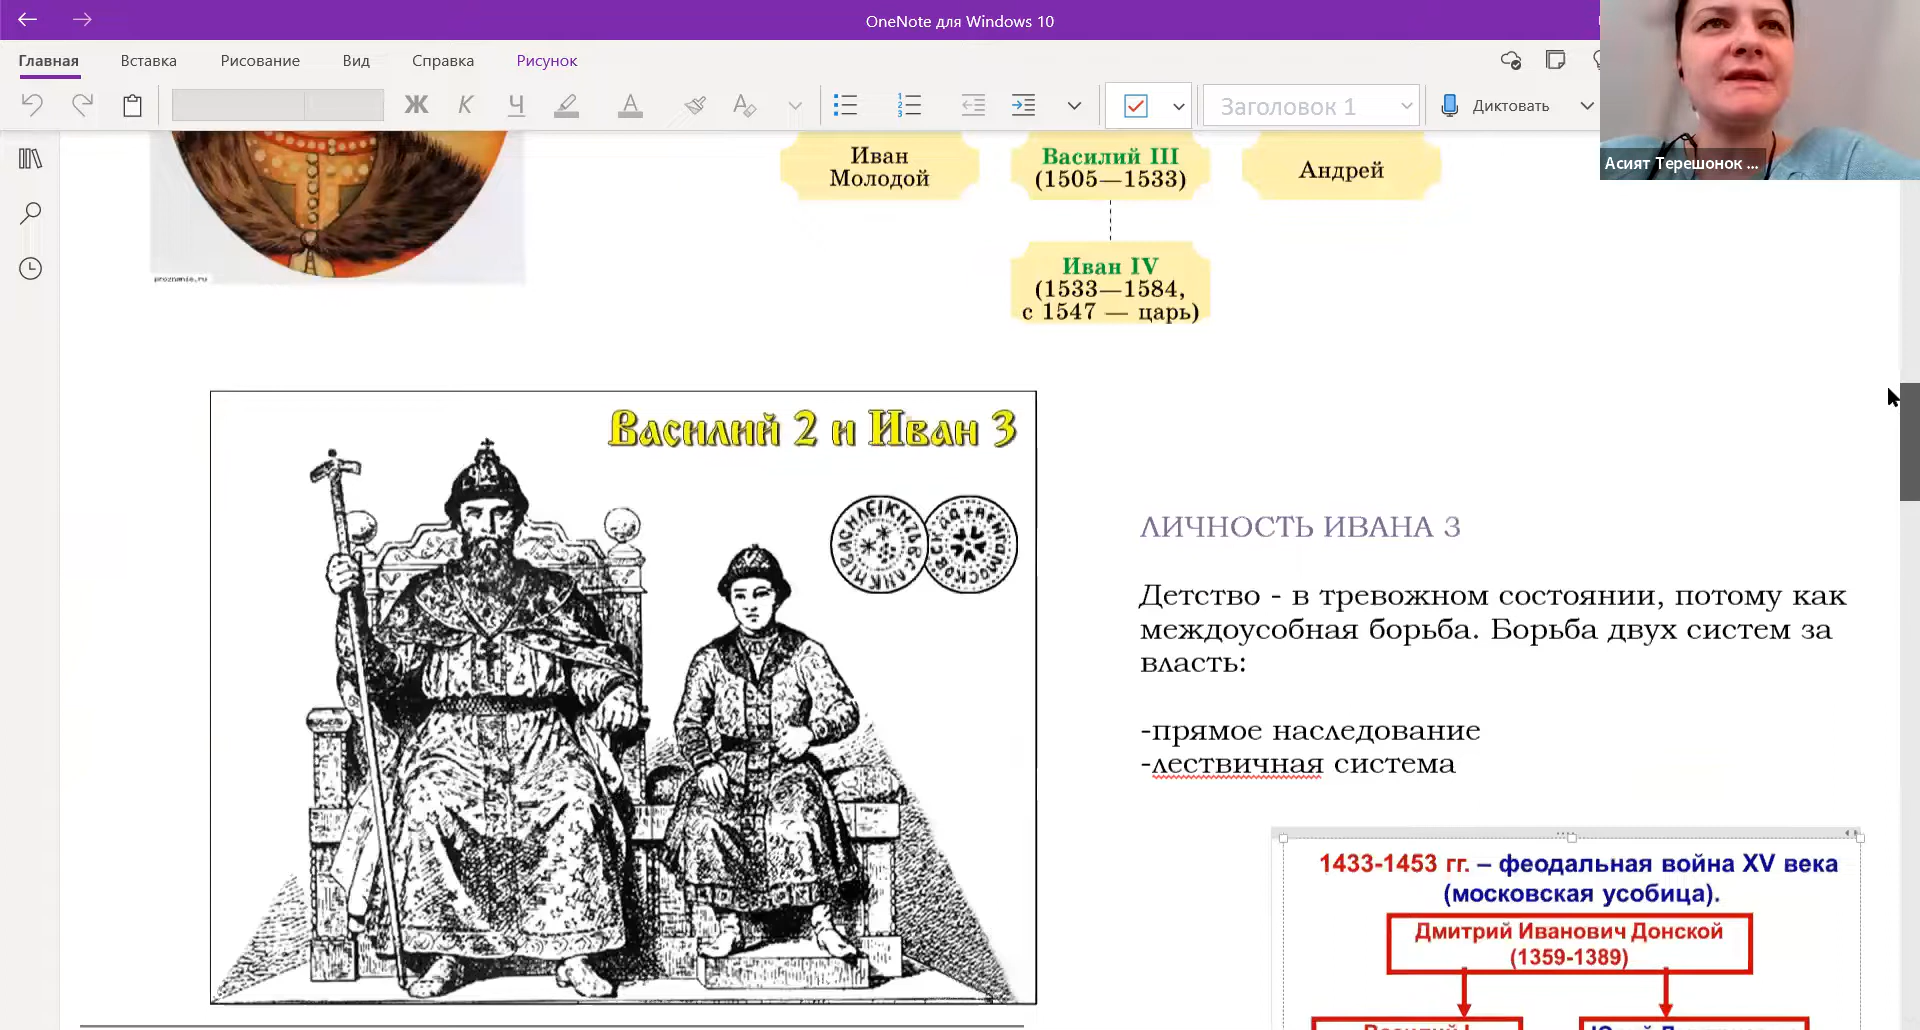 OneNote для Windows 10
Главная
Вставка
Рисование
Вид
Справка
Рисунок
Ж
К
Ч
А
Заголовок 1
Диктовать
Асият Терешонок ...
Иван
Молодой
Василий III
(1505—1533)
Андрей
Иван IV
(1533—1584,
с 1547 — царь)
proznanie.ru
Василий 2 и Иван 3
ЛИЧНОСТЬ ИВАНА 3
Детство - в тревожном состоянии, потому как
междоусобная борьба. Борьба двух систем за
власть:
-прямое наследование
-лествичная система
1433-1453 гг. – феодальная война XV века
(московская усобица).
Дмитрий Иванович Донской
(1359-1389)